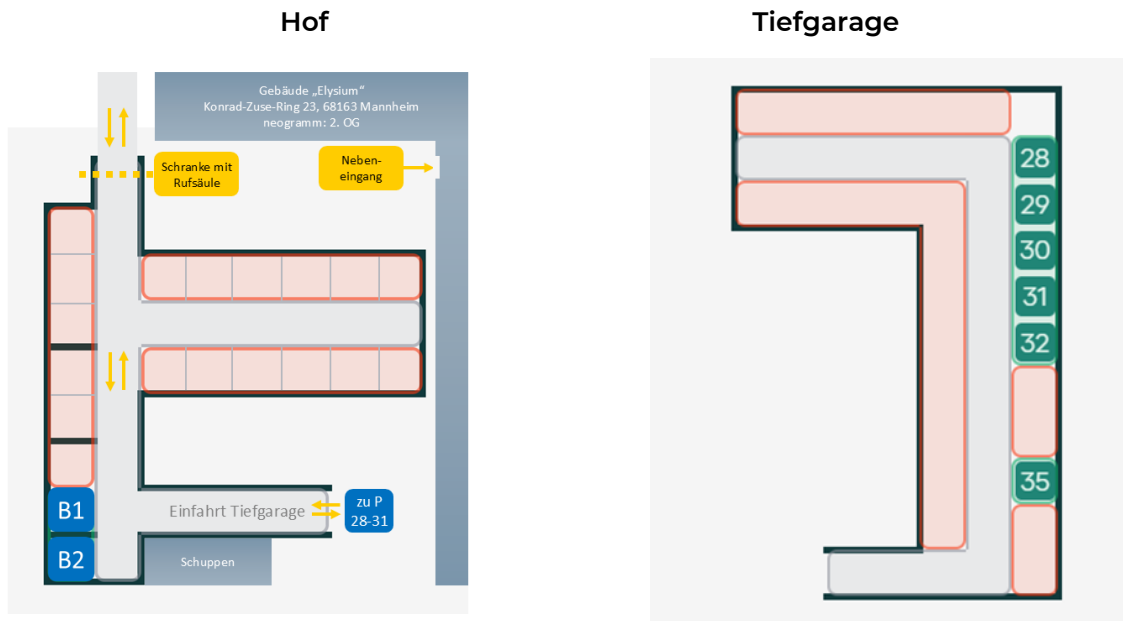 Hof
Tiefgarage
Gebäude „Elysium"
Konrad-Zuse-Ring 23, 68163 Mannheim
neogramm: 2. OG
Schranke mit
Rufsäule
Neben-
eingang
B1
B2
Einfahrt Tiefgarage
zu P
28-31
Schuppen
28
29
30
31
32
35